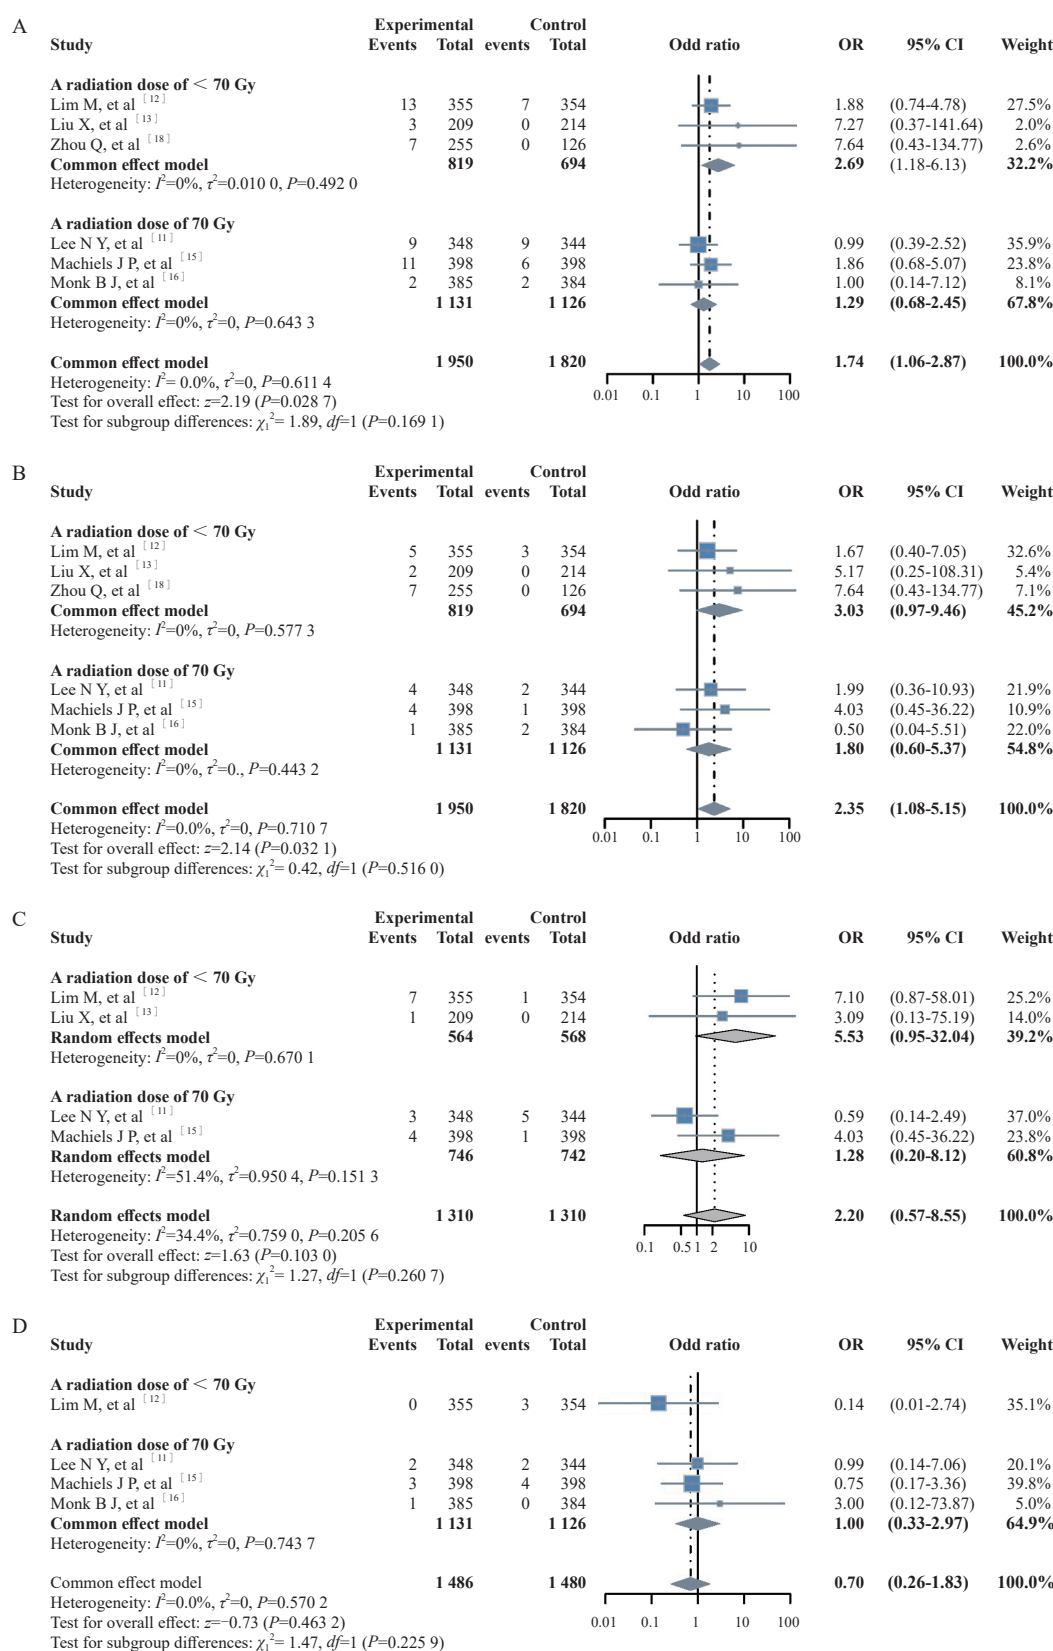 A
Experimental Control
Study Events Total events Total Odd ratio OR 95% CI Weight
A radiation dose of < 70 Gy
Lim M, et al [12] 13 355 7 354 1.88 (0.74-4.78) 27.5%
Liu X, et al [13] 3 209 0 214 7.27 (0.37-141.64) 2.0%
Zhou Q, et al [18] 7 255 0 126 7.64 (0.43-134.77) 2.6%
Common effect model 819 694 2.69 (1.18-6.13) 32.2%
Heterogeneity: I²=0%, τ²=0.010 0, P=0.492 0
A radiation dose of 70 Gy
Lee N Y, et al [11] 9 348 9 344 0.99 (0.39-2.52) 35.9%
Machiels J P, et al [15] 11 398 6 398 1.86 (0.68-5.07) 23.8%
Monk B J, et al [16] 2 385 2 384 1.00 (0.14-7.12) 8.1%
Common effect model 1 131 1 126 1.29 (0.68-2.45) 67.8%
Heterogeneity: I²=0%, τ²=0, P=0.643 3
Common effect model 1 950 1 820 1.74 (1.06-2.87) 100.0%
Heterogeneity: I²= 0.0%, τ²=0, P=0.611 4
0.01 0.1 1 10 100
Test for overall effect: z=2.19 (P=0.028 7)
Test for subgroup differences: χ₁²= 1.89, df=1 (P=0.169 1)
B
Experimental Control
Study Events Total events Total Odd ratio OR 95% CI Weight
A radiation dose of < 70 Gy
Lim M, et al [12] 5 355 3 354 1.67 (0.40-7.05) 32.6%
Liu X, et al [13] 2 209 0 214 5.17 (0.25-108.31) 5.4%
Zhou Q, et al [18] 7 255 0 126 7.64 (0.43-134.77) 7.1%
Common effect model 819 694 3.03 (0.97-9.46) 45.2%
Heterogeneity: I²=0%, τ²=0, P=0.577 3
A radiation dose of 70 Gy
Lee N Y, et al [11] 4 348 2 344 1.99 (0.36-10.93) 21.9%
Machiels J P, et al [15] 4 398 1 398 4.03 (0.45-36.22) 10.9%
Monk B J, et al [16] 1 385 2 384 0.50 (0.04-5.51) 22.0%
Common effect model 1 131 1 126 1.80 (0.60-5.37) 54.8%
Heterogeneity: I²=0%, τ²=0., P=0.443 2
Common effect model 1 950 1 820 2.35 (1.08-5.15) 100.0%
Heterogeneity: I²=0.0%, τ²=0, P=0.710 7
0.01 0.1 1 10 100
Test for overall effect: z=2.14 (P=0.032 1)
Test for subgroup differences: χ₁²= 0.42, df=1 (P=0.516 0)
C
Experimental Control
Study Events Total events Total Odd ratio OR 95% CI Weight
A radiation dose of < 70 Gy
Lim M, et al [12] 7 355 1 354 7.10 (0.87-58.01) 25.2%
Liu X, et al [13] 1 209 0 214 3.09 (0.13-75.19) 14.0%
Random effects model 564 568 5.53 (0.95-32.04) 39.2%
Heterogeneity: I²=0%, τ²=0, P=0.670 1
A radiation dose of 70 Gy
Lee N Y, et al [11] 3 348 5 344 0.59 (0.14-2.49) 37.0%
Machiels J P, et al [15] 4 398 1 398 4.03 (0.45-36.22) 23.8%
Random effects model 746 742 1.28 (0.20-8.12) 60.8%
Heterogeneity: I²=51.4%, τ²=0.950 4, P=0.151 3
Random effects model 1 310 1 310 2.20 (0.57-8.55) 100.0%
Heterogeneity: I²=34.4%, τ²=0.759 0, P=0.205 6
0.1 0.5 1 2 10
Test for overall effect: z=1.63 (P=0.103 0)
Test for subgroup differences: χ₁²= 1.27, df=1 (P=0.260 7)
D
Experimental Control
Study Events Total events Total Odd ratio OR 95% CI Weight
A radiation dose of < 70 Gy
Lim M, et al [12] 0 355 3 354 0.14 (0.01-2.74) 35.1%
A radiation dose of 70 Gy
Lee N Y, et al [11] 2 348 2 344 0.99 (0.14-7.06) 20.1%
Machiels J P, et al [15] 3 398 4 398 0.75 (0.17-3.36) 39.8%
Monk B J, et al [16] 1 385 0 384 3.00 (0.12-73.87) 5.0%
Common effect model 1 131 1 126 1.00 (0.33-2.97) 64.9%
Heterogeneity: I²=0%, τ²=0, P=0.743 7
Common effect model 1 486 1 480 0.70 (0.26-1.83) 100.0%
Heterogeneity: I²=0.0%, τ²=0, P=0.570 2
0.01 0.1 1 10 100
Test for overall effect: z=−0.73 (P=0.463 2)
Test for subgroup differences: χ₁²= 1.47, df=1 (P=0.225 9)